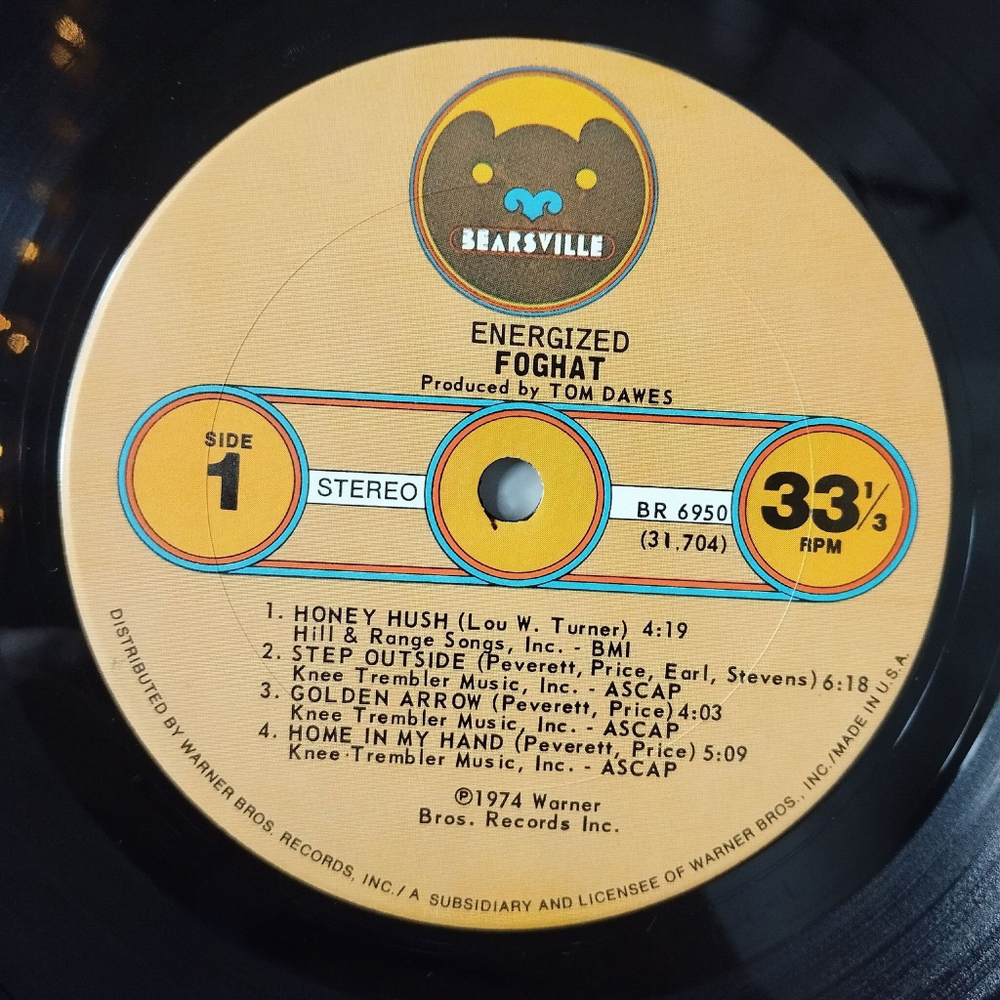 BEARSVILLE
ENERGIZED
FOGHAT
Produced by TOM DAWES
SIDE
1
STEREO
BR 6950
(31,704)
33 1/3
RPM
1. HONEY HUSH (Lou W. Turner) 4:19
Hill & Range Songs, Inc. - BMI
2. STEP OUTSIDE (Peverett, Price, Earl, Stevens) 6:18
Knee Trembler Music, Inc. - ASCAP
3. GOLDEN ARROW (Peverett, Price) 4:03
Knee Trembler Music, Inc. - ASCAP
4. HOME IN MY HAND (Peverett, Price) 5:09
Knee Trembler Music, Inc. - ASCAP
℗1974 Warner
Bros. Records Inc.
DISTRIBUTED BY WARNER BROS. RECORDS, INC./ A SUBSIDIARY AND LICENSEE OF WARNER BROS., INC./MADE IN U.S.A.